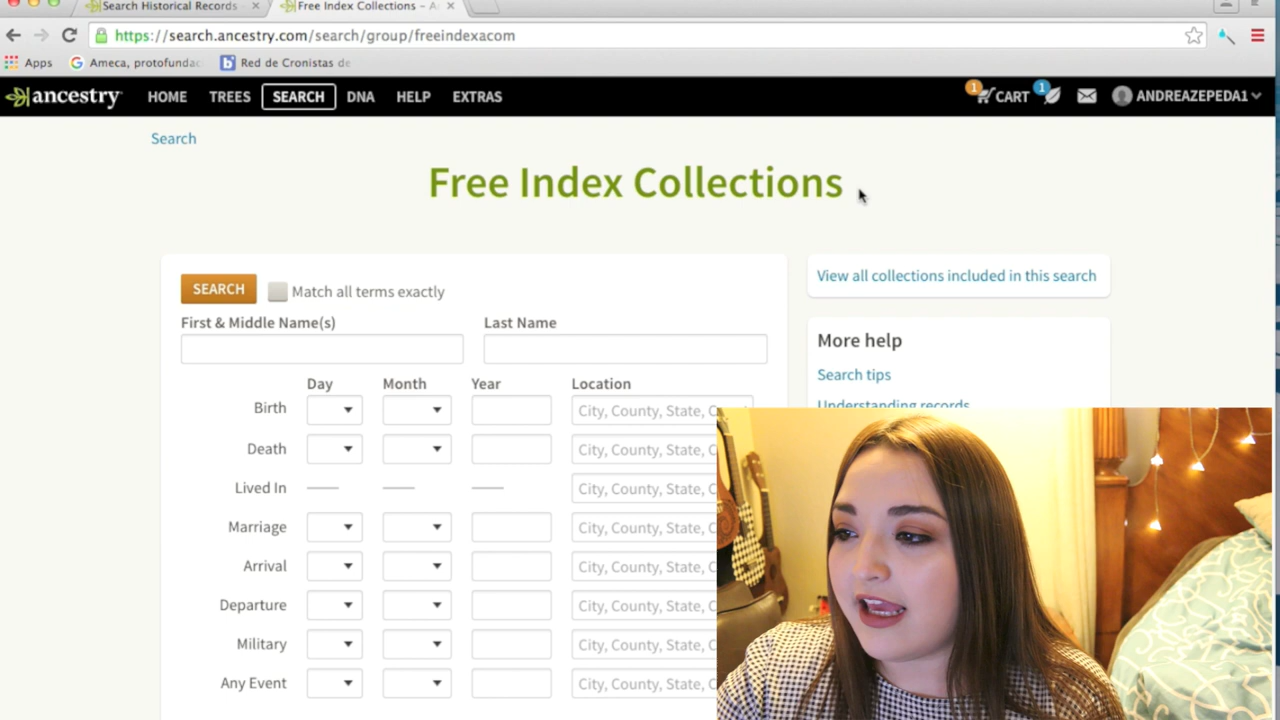 Search Historical Records
Free Index Collections – A
https://search.ancestry.com/search/group/freeindexacom
Apps
Ameca, protofundac
Red de Cronistas de
ancestry
HOME
TREES
SEARCH
DNA
HELP
EXTRAS
1
CART
1
ANDREAZEPEDA1
Search
Free Index Collections
SEARCH
Match all terms exactly
View all collections included in this search
First & Middle Name(s)
Last Name
More help
Search tips
Understanding records
Day
Month
Year
Location
Birth
City, County, State, C
Death
City, County, State, C
Lived In
City, County, State, C
Marriage
City, County, State, C
Arrival
City, County, State, C
Departure
City, County, State, C
Military
City, County, State, C
Any Event
City, County, State, C